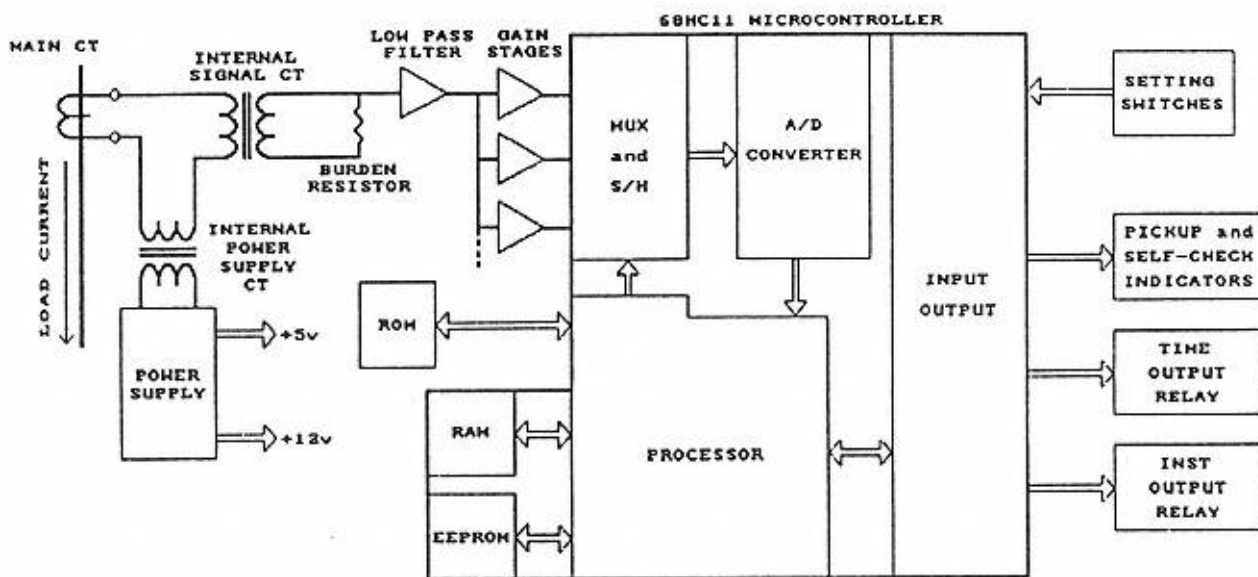 68HC11 MICROCONTROLLER
MAIN CT
LOW PASS
FILTER
GAIN
STAGES
INTERNAL
SIGNAL CT
SETTING
SWITCHES
MUX
and
S/H
A/D
CONVERTER
BURDEN
RESISTOR
LOAD CURRENT
INTERNAL
POWER
SUPPLY
CT
PICKUP and
SELF-CHECK
INDICATORS
INPUT
OUTPUT
ROM
+5v
POWER
SUPPLY
TIME
OUTPUT
RELAY
+12v
RAM
PROCESSOR
INST
OUTPUT
RELAY
EEPROM